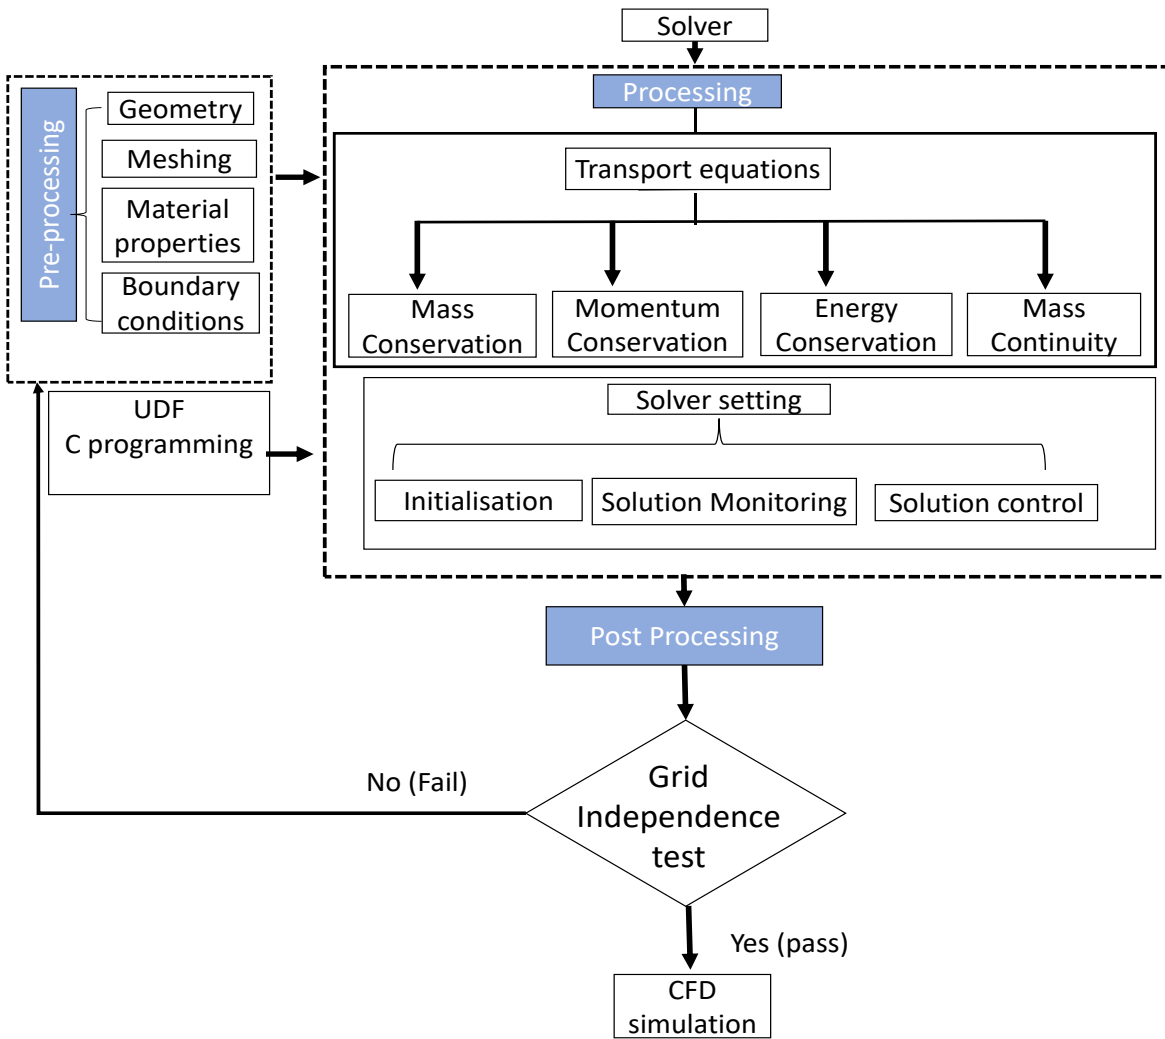 Solver
Processing
Pre-processing
Geometry
Meshing
Material
properties
Boundary
conditions
Transport equations
Mass
Conservation
Momentum
Conservation
Energy
Conservation
Mass
Continuity
UDF
C programming
Solver setting
Initialisation
Solution Monitoring
Solution control
Post Processing
Grid
Independence
test
No (Fail)
Yes (pass)
CFD
simulation